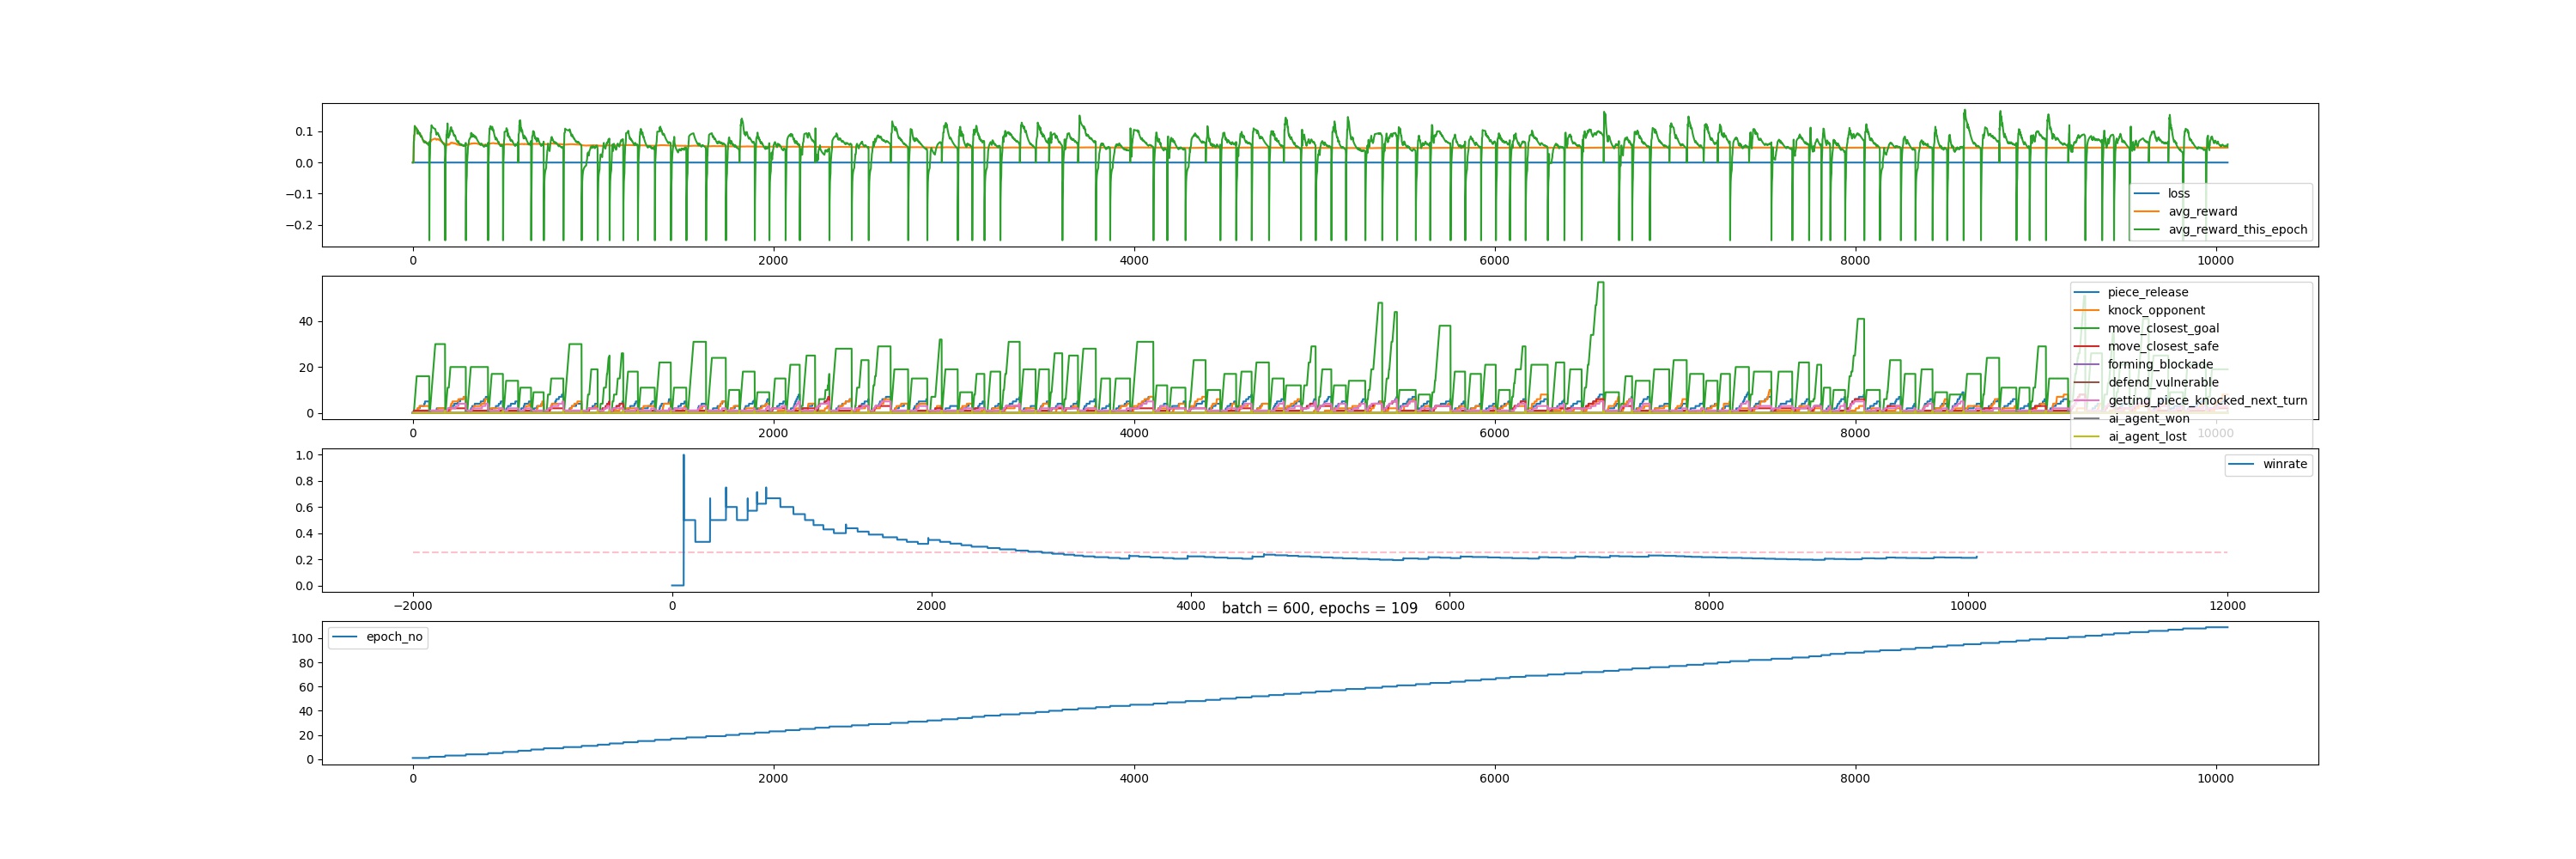 0.1
0.0
−0.1
−0.2
loss
avg_reward
avg_reward_this_epoch
0 2000 4000 6000 8000 10000
40
20
0
piece_release
knock_opponent
move_closest_goal
move_closest_safe
forming_blockade
defend_vulnerable
getting_piece_knocked_next_turn
ai_agent_won
ai_agent_lost
0 2000 4000 6000 8000 10000
1.0
0.8
0.6
0.4
0.2
0.0
winrate
−2000 0 2000 4000 6000 8000 10000 12000
batch = 600, epochs = 109
100
80
60
40
20
0
epoch_no
0 2000 4000 6000 8000 10000